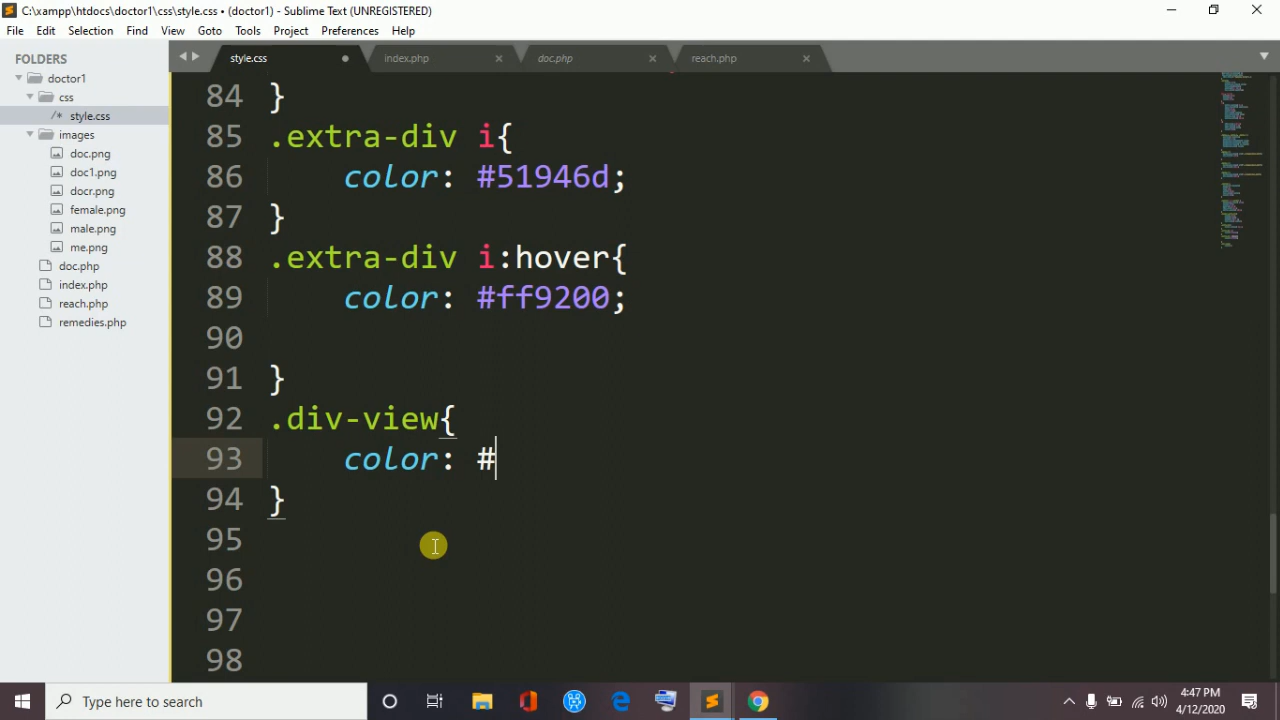 C:\xampp\htdocs\doctor1\css\style.css • (doctor1) - Sublime Text (UNREGISTERED)
File Edit Selection Find View Goto Tools Project Preferences Help
FOLDERS
doctor1
css
/* style.css
images
doc.png
doc1.png
docr.png
female.png
male.png
me.png
doc.php
index.php
reach.php
remedies.php
style.css index.php doc.php reach.php
84 }
85 .extra-div i{
86 color: #51946d;
87 }
88 .extra-div i:hover{
89 color: #ff9200;
90
91 }
92 .div-view{
93 color: #
94 }
95
96
97
98
Type here to search
4:47 PM
4/12/2020